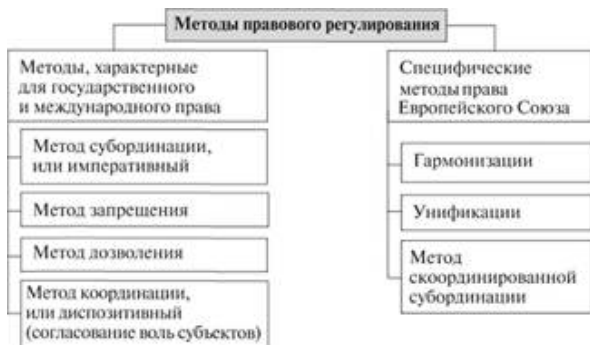 Методы правового регулирования
Методы, характерные
для государственного
и международного права
Метод субординации,
или императивный
Метод запрещения
Метод дозволения
Метод координации,
или диспозитивный
(согласование воль субъектов)
Специфические
методы права
Европейского Союза
Гармонизации
Унификации
Метод
скоординированной
субординации